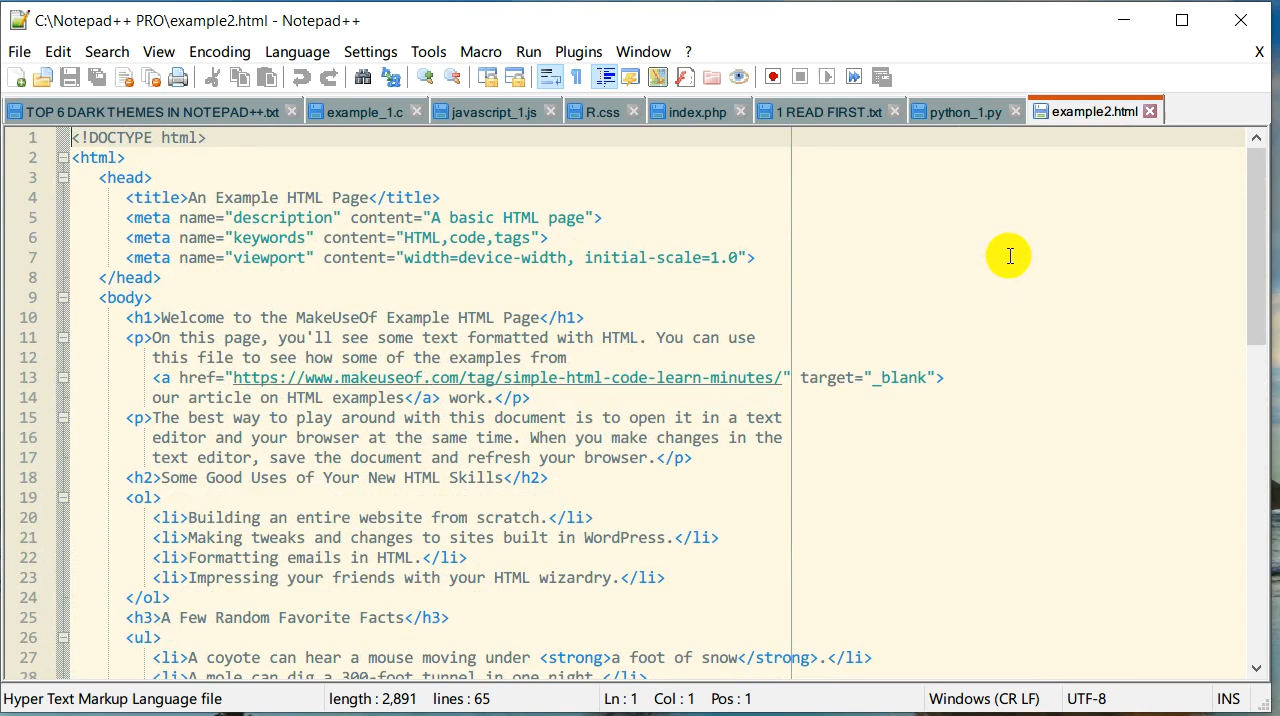 C:\Notepad++ PRO\example2.html - Notepad++
File Edit Search View Encoding Language Settings Tools Macro Run Plugins Window ? X
TOP 6 DARK THEMES IN NOTEPAD++.txt example_1.c javascript_1.js R.css index.php 1 READ FIRST.txt python_1.py example2.html
1 <!DOCTYPE html>
2 <html>
3 <head>
4 <title>An Example HTML Page</title>
5 <meta name="description" content="A basic HTML page">
6 <meta name="keywords" content="HTML,code,tags">
7 <meta name="viewport" content="width=device-width, initial-scale=1.0">
8 </head>
9 <body>
10 <h1>Welcome to the MakeUseOf Example HTML Page</h1>
11 <p>On this page, you'll see some text formatted with HTML. You can use
12 this file to see how some of the examples from
13 <a href="https://www.makeuseof.com/tag/simple-html-code-learn-minutes/" target="_blank">
14 our article on HTML examples</a> work.</p>
15 <p>The best way to play around with this document is to open it in a text
16 editor and your browser at the same time. When you make changes in the
17 text editor, save the document and refresh your browser.</p>
18 <h2>Some Good Uses of Your New HTML Skills</h2>
19 <ol>
20 <li>Building an entire website from scratch.</li>
21 <li>Making tweaks and changes to sites built in WordPress.</li>
22 <li>Formatting emails in HTML.</li>
23 <li>Impressing your friends with your HTML wizardry.</li>
24 </ol>
25 <h3>A Few Random Favorite Facts</h3>
26 <ul>
27 <li>A coyote can hear a mouse moving under <strong>a foot of snow</strong>.</li>
28 <li>A mole can dig a 300-foot tunnel in one night.</li>
Hyper Text Markup Language file length : 2,891 lines : 65 Ln : 1 Col : 1 Pos : 1 Windows (CR LF) UTF-8 INS